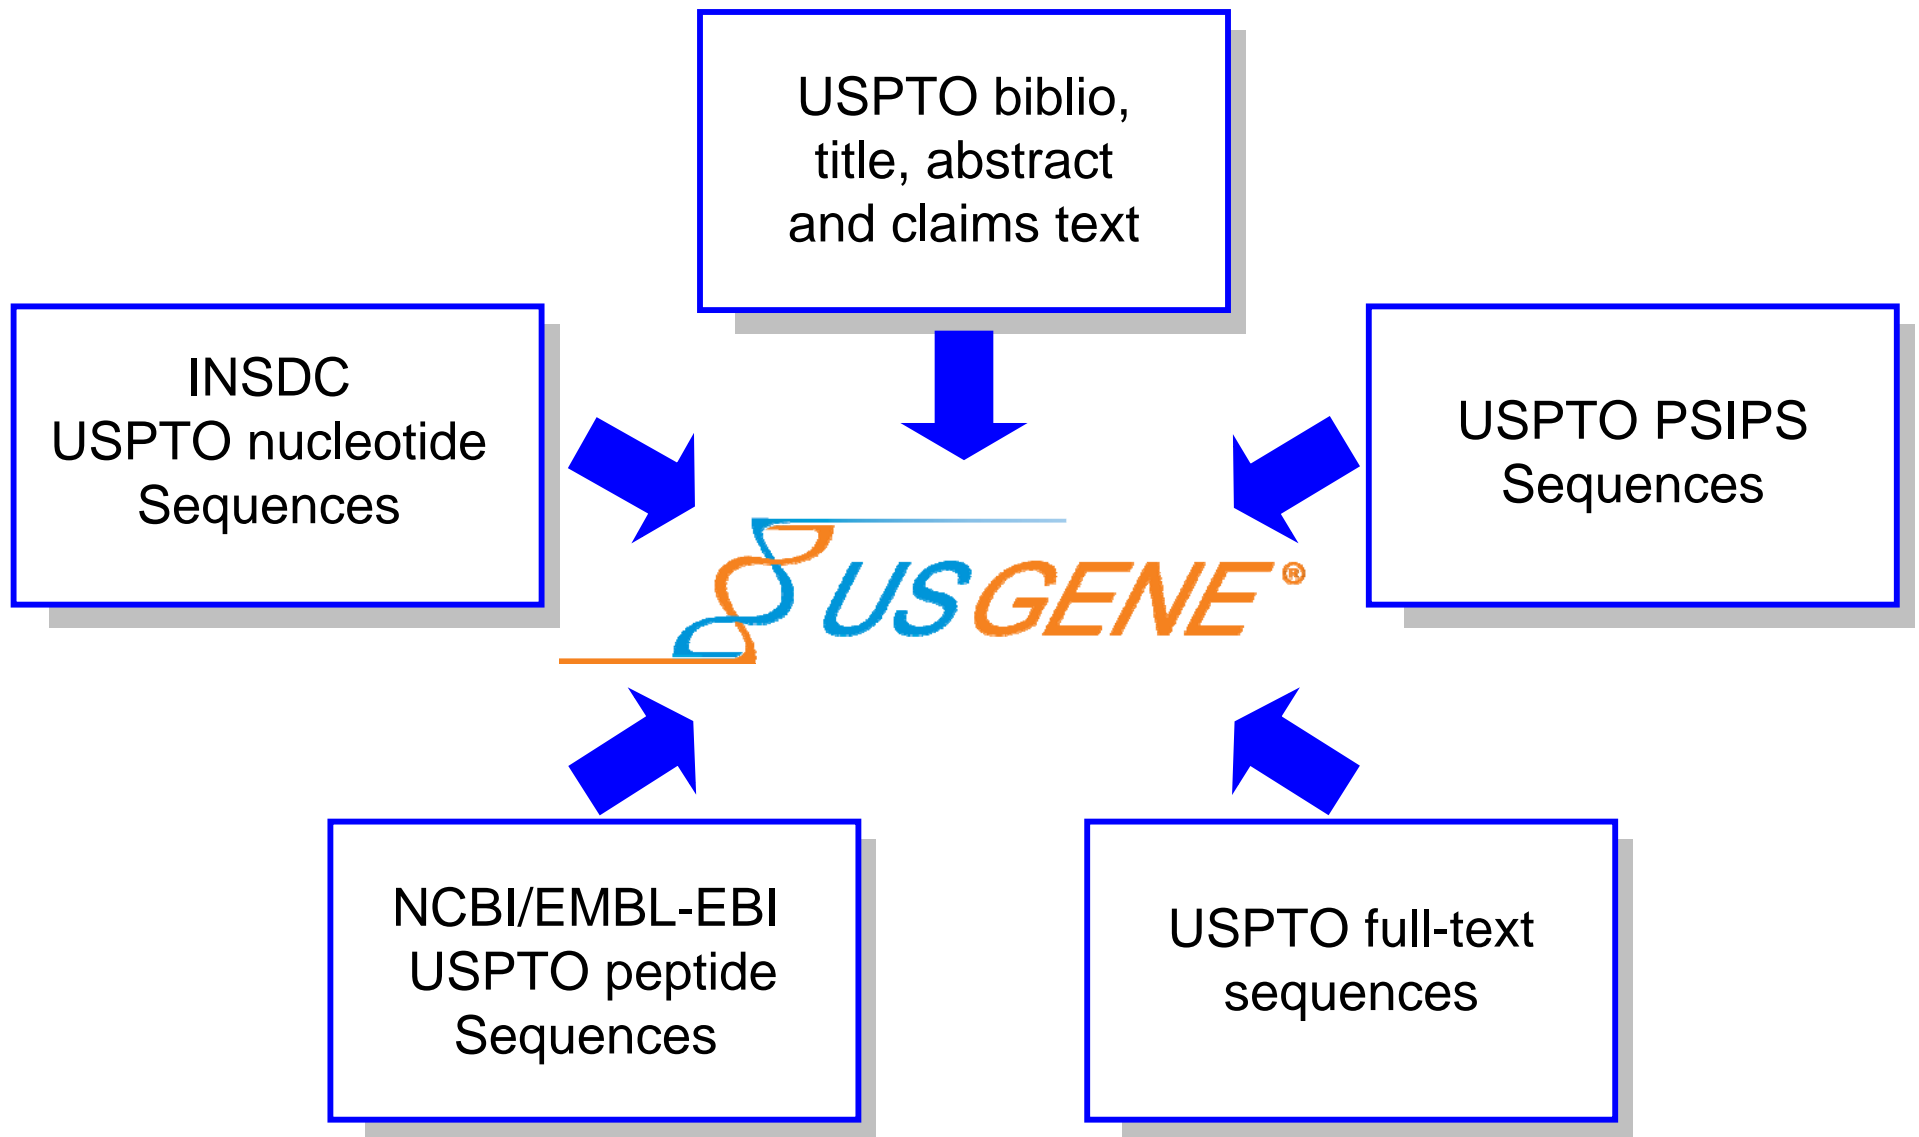 USPTO biblio,
title, abstract
and claims text
INSDC
USPTO nucleotide
Sequences
USPTO PSIPS
Sequences
USGENE®
NCBI/EMBL-EBI
USPTO peptide
Sequences
USPTO full-text
sequences